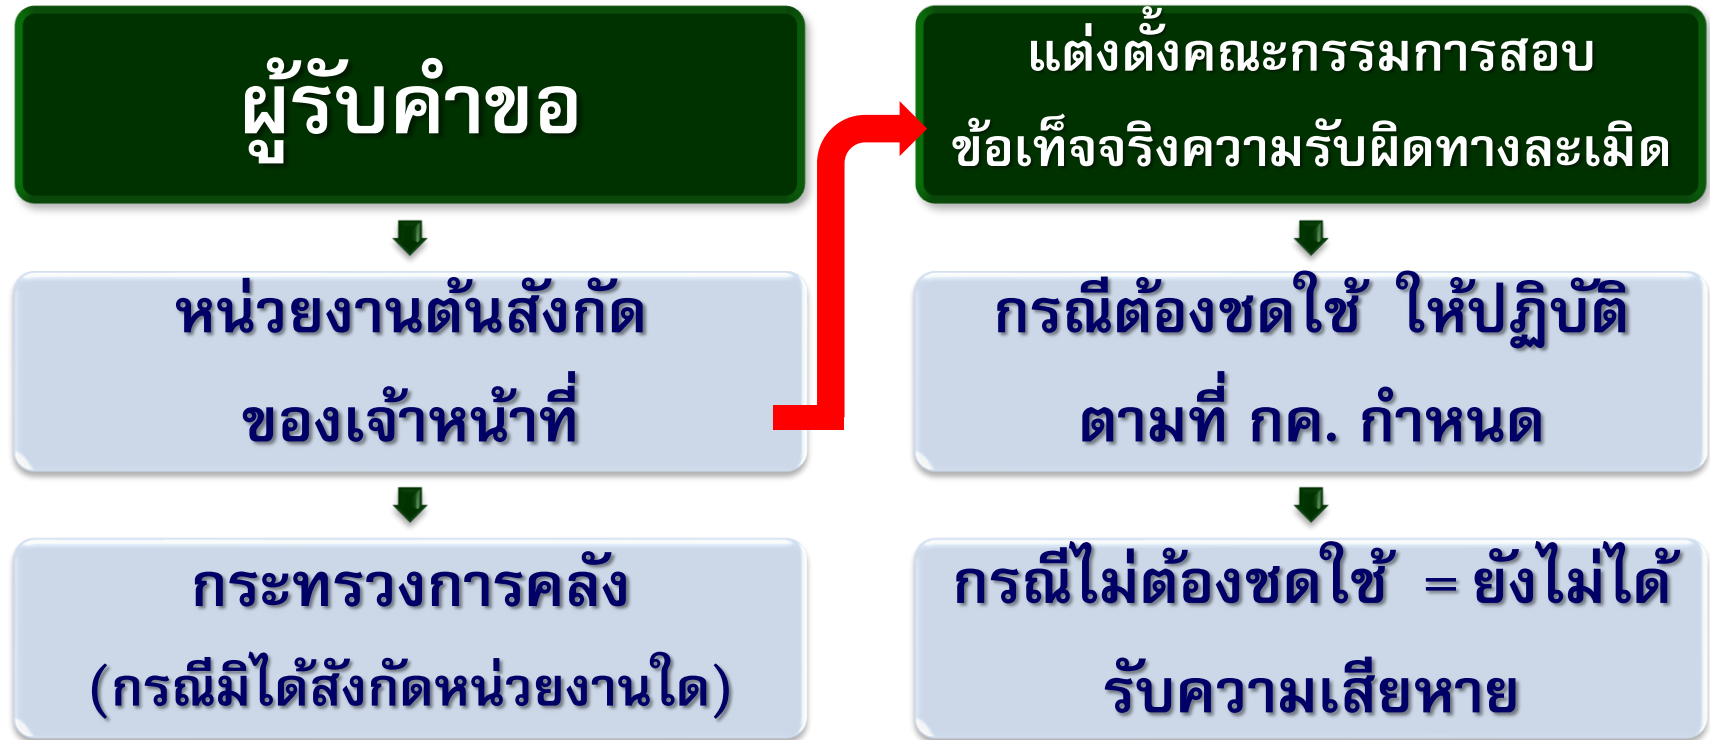 ผู้รับคำขอ
หน่วยงานต้นสังกัด
ของเจ้าหน้าที่
กระทรวงการคลัง
(กรณีมิได้สังกัดหน่วยงานใด)
แต่งตั้งคณะกรรมการสอบ
ข้อเท็จจริงความรับผิดทางละเมิด
กรณีต้องชดใช้ ให้ปฏิบัติ
ตามที่ กค. กำหนด
กรณีไม่ต้องชดใช้ = ยังไม่ได้
รับความเสียหาย